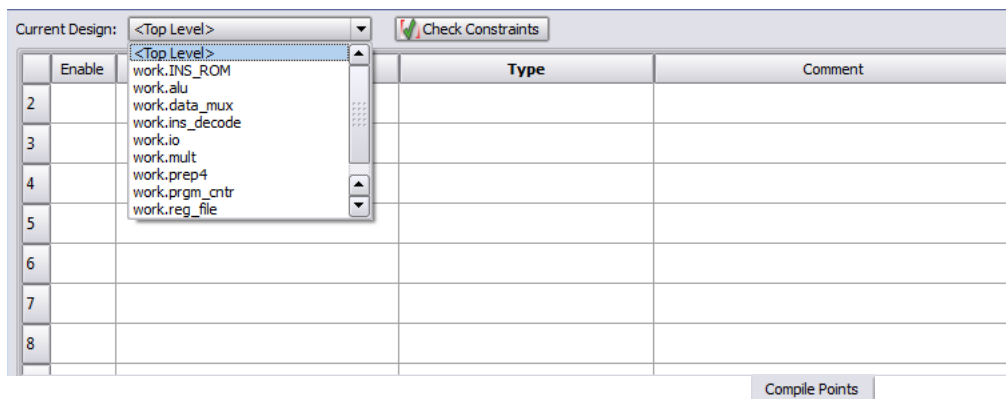 Current Design: <Top Level> Check Constraints
Enable Type Comment
<Top Level>
work.INS_ROM
work.alu
work.data_mux
work.ins_decode
work.io
work.mult
work.prep4
work.prgm_cntr
work.reg_file
2
3
4
5
6
7
8
Compile Points